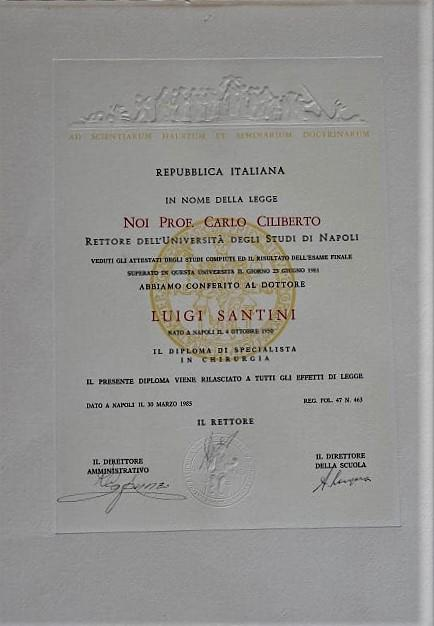 AD SCIENTIARUM HAUSTUM ET SEMINARIUM DOCTRINARUM
REPUBBLICA ITALIANA
IN NOME DELLA LEGGE
NOI PROF. CARLO CILIBERTO
RETTORE DELL'UNIVERSITÀ DEGLI STUDI DI NAPOLI
VEDUTI GLI ATTESTATI DEGLI STUDI COMPIUTI ED IL RISULTATO DELL'ESAME FINALE
SUPERATO IN QUESTA UNIVERSITÀ IL GIORNO 23 GIUGNO 1981
ABBIAMO CONFERITO AL DOTTORE
LUIGI SANTINI
NATO A NAPOLI IL 4 OTTOBRE 1950
IL DIPLOMA DI SPECIALISTA
IN CHIRURGIA
IL PRESENTE DIPLOMA VIENE RILASCIATO A TUTTI GLI EFFETTI DI LEGGE
DATO A NAPOLI IL 30 MARZO 1985
REG. FOL. 47 N. 463
IL RETTORE
IL DIRETTORE
AMMINISTRATIVO
IL DIRETTORE
DELLA SCUOLA